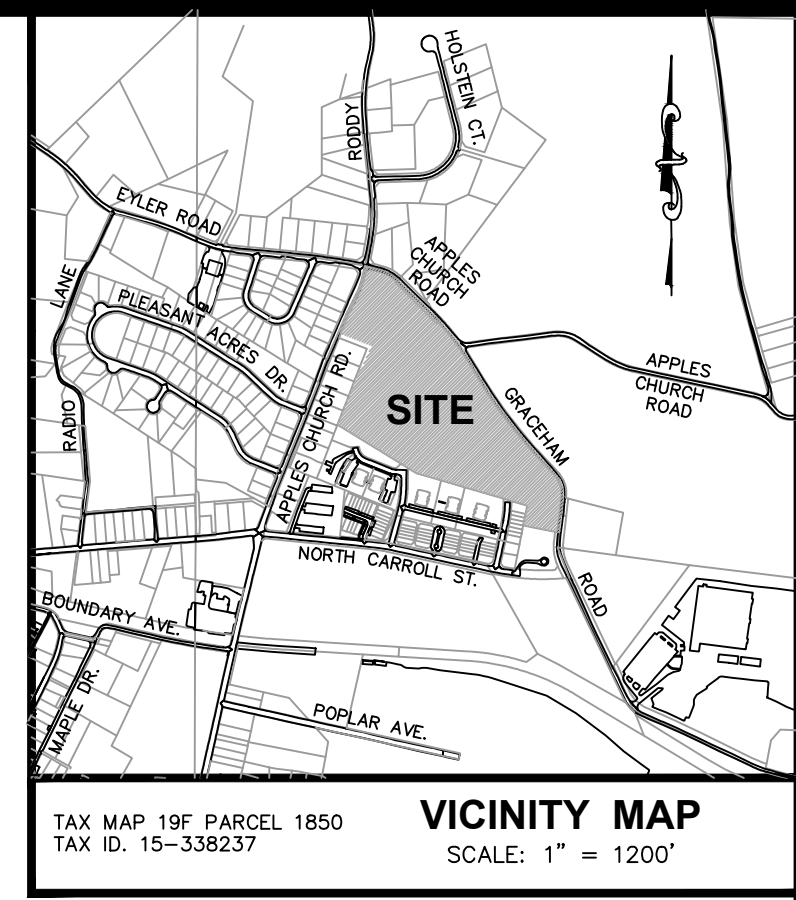 HOLSTEIN CT.
RODDY
EYLER ROAD
APPLES
CHURCH
ROAD
LANE
PLEASANT ACRES DR.
APPLES
CHURCH
ROAD
SITE
GRACEHAM
RADIO
APPLES CHURCH RD.
NORTH CARROLL ST.
ROAD
BOUNDARY AVE.
MAPLE DR.
POPLAR AVE.
TAX MAP 19F PARCEL 1850
TAX ID. 15-338237
VICINITY MAP
SCALE: 1" = 1200'